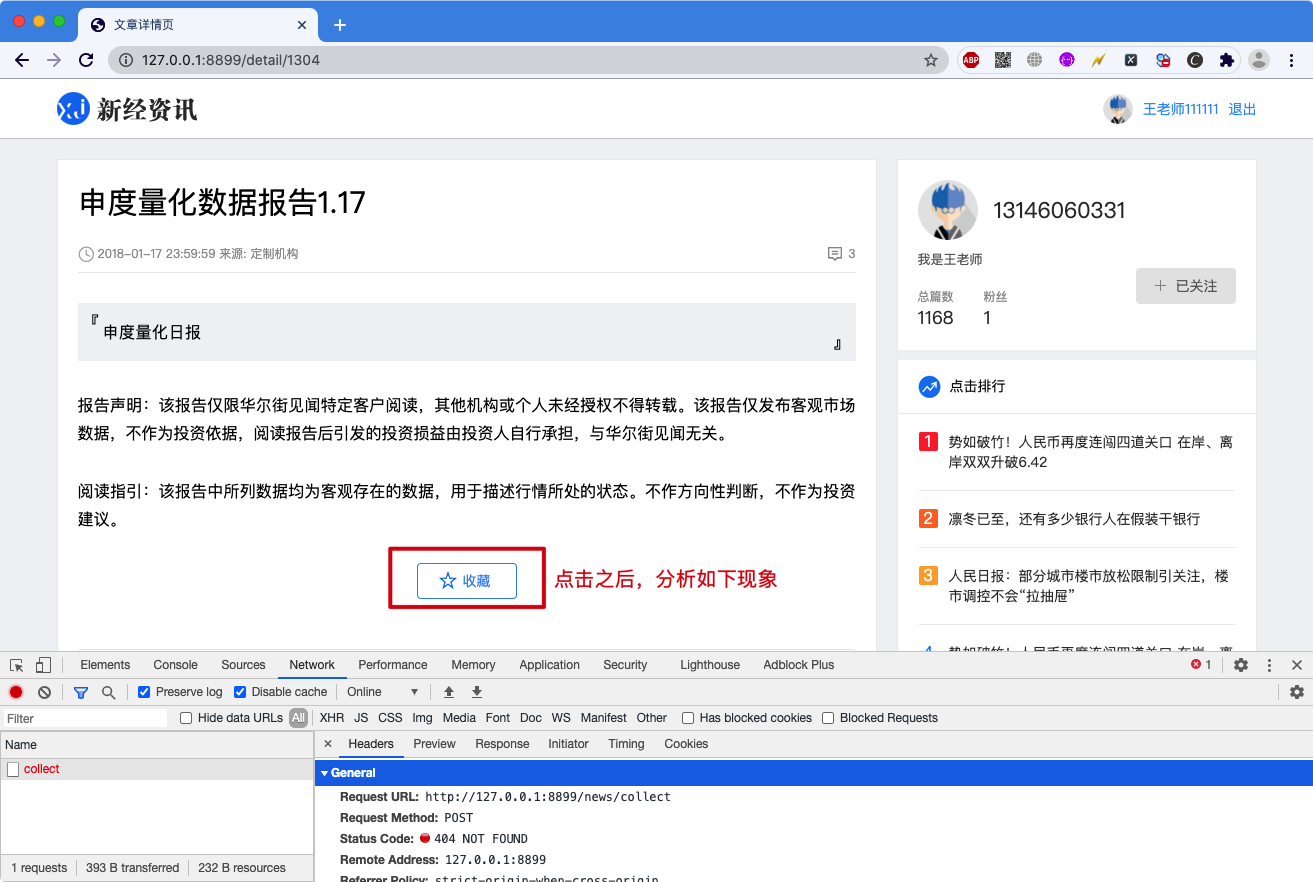 文章详情页
127.0.0.1:8899/detail/1304
ABP
新经资讯
王老师111111 退出
申度量化数据报告1.17
2018-01-17 23:59:59 来源: 定制机构
3
『
申度量化日报
』
报告声明：该报告仅限华尔街见闻特定客户阅读，其他机构或个人未经授权不得转载。该报告仅发布客观市场
数据，不作为投资依据，阅读报告后引发的投资损益由投资人自行承担，与华尔街见闻无关。
阅读指引：该报告中所列数据均为客观存在的数据，用于描述行情所处的状态。不作方向性判断，不作为投资
建议。
收藏
点击之后，分析如下现象
13146060331
我是王老师
总篇数 粉丝
1168 1
＋ 已关注
点击排行
1 势如破竹！人民币再度连闯四道关口 在岸、离
岸双双升破6.42
2 凛冬已至，还有多少银行人在假装干银行
3 人民日报：部分城市楼市放松限制引关注，楼
市调控不会“拉抽屉”
4 势如破竹！人民币再度连闯四道关口 在岸、离
Elements Console Sources Network Performance Memory Application Security Lighthouse Adblock Plus 1
Preserve log Disable cache Online
Filter Hide data URLs All XHR JS CSS Img Media Font Doc WS Manifest Other Has blocked cookies Blocked Requests
Name
collect
1 requests 393 B transferred 232 B resources
Headers Preview Response Initiator Timing Cookies
General
Request URL: http://127.0.0.1:8899/news/collect
Request Method: POST
Status Code: 404 NOT FOUND
Remote Address: 127.0.0.1:8899
Referrer Policy: strict-origin-when-cross-origin